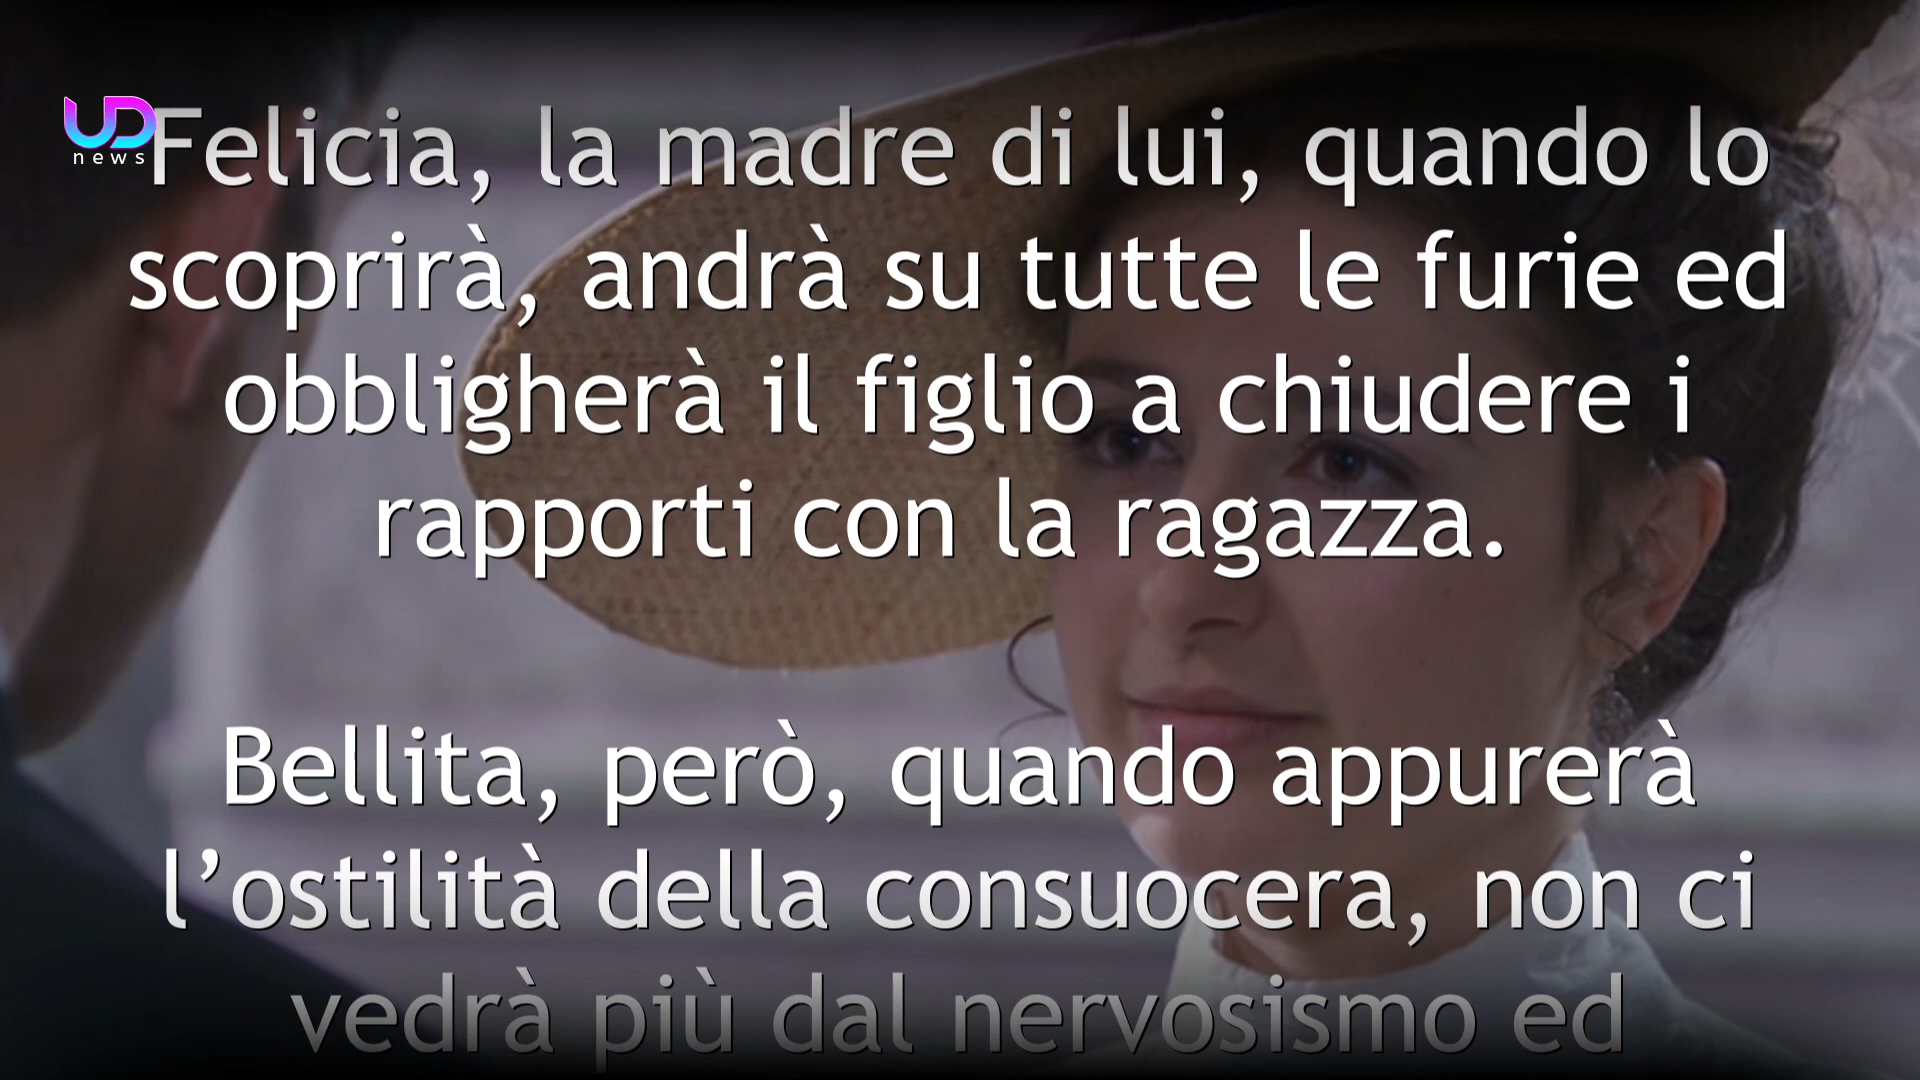 UD
news
Felicia, la madre di lui, quando lo
scoprirà, andrà su tutte le furie ed
obbligherà il figlio a chiudere i
rapporti con la ragazza.
Bellita, però, quando appurerà
l’ostilità della consuocera, non ci
vedrà più dal nervosismo ed